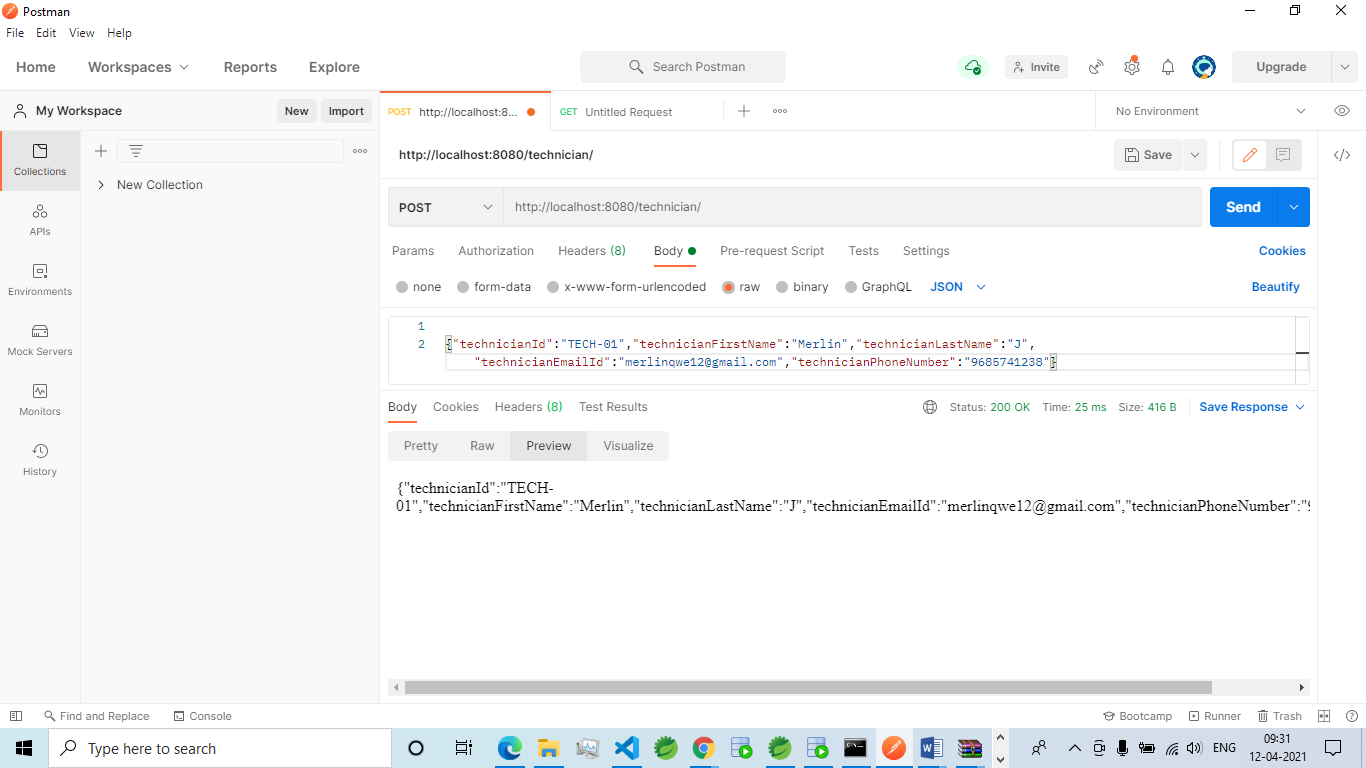 Postman
File Edit View Help
Home Workspaces Reports Explore Search Postman Invite Upgrade
My Workspace New Import POST http://localhost:8... GET Untitled Request No Environment
Collections
New Collection
APIs
Environments
Mock Servers
Monitors
History
http://localhost:8080/technician/ Save
POST http://localhost:8080/technician/ Send
Params Authorization Headers (8) Body Pre-request Script Tests Settings Cookies
none form-data x-www-form-urlencoded raw binary GraphQL JSON Beautify
1
2 {"technicianId":"TECH-01","technicianFirstName":"Merlin","technicianLastName":"J",
"technicianEmailId":"merlinqwe12@gmail.com","technicianPhoneNumber":"9685741238"}
Body Cookies Headers (8) Test Results Status: 200 OK Time: 25 ms Size: 416 B Save Response
Pretty Raw Preview Visualize
{"technicianId":"TECH-
01","technicianFirstName":"Merlin","technicianLastName":"J","technicianEmailId":"merlinqwe12@gmail.com","technicianPhoneNumber":"9
Find and Replace Console Bootcamp Runner Trash
Type here to search ENG 09:31
12-04-2021